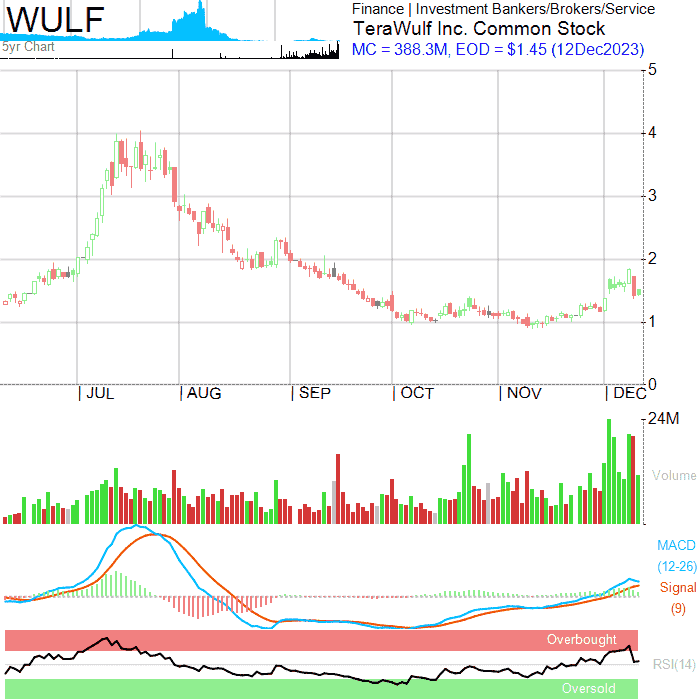 WULF
5yr Chart
Finance | Investment Bankers/Brokers/Service
TeraWulf Inc. Common Stock
MC = 388.3M, EOD = $1.45 (12Dec2023)
5
4
3
2
1
0
JUL
AUG
SEP
OCT
NOV
DEC
24M
Volume
MACD
(12-26)
Signal
(9)
Overbought
RSI(14)
Oversold